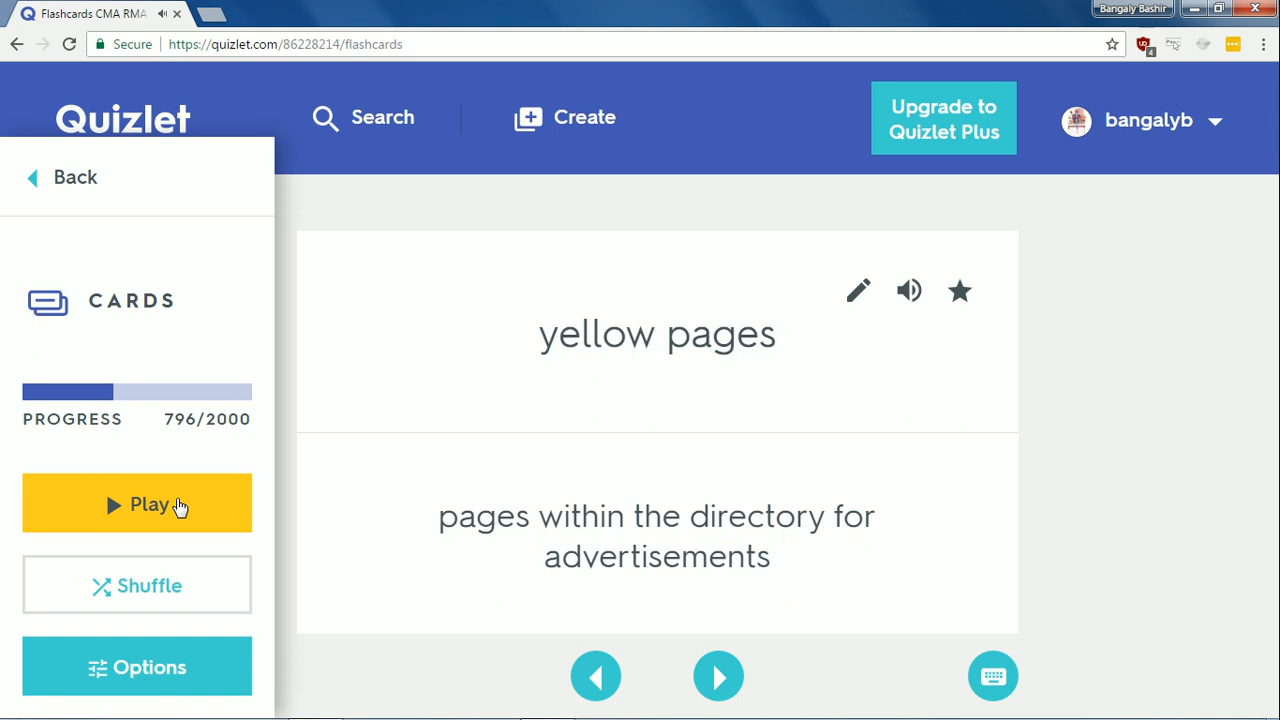 Flashcards CMA RMA
Bangaly Bashir
Secure
https://quizlet.com/86228214/flashcards
4
Quizlet
Search
Create
Upgrade to
Quizlet Plus
bangalyb
Back
CARDS
PROGRESS 796/2000
Play
Shuffle
Options
yellow pages
pages within the directory for
advertisements